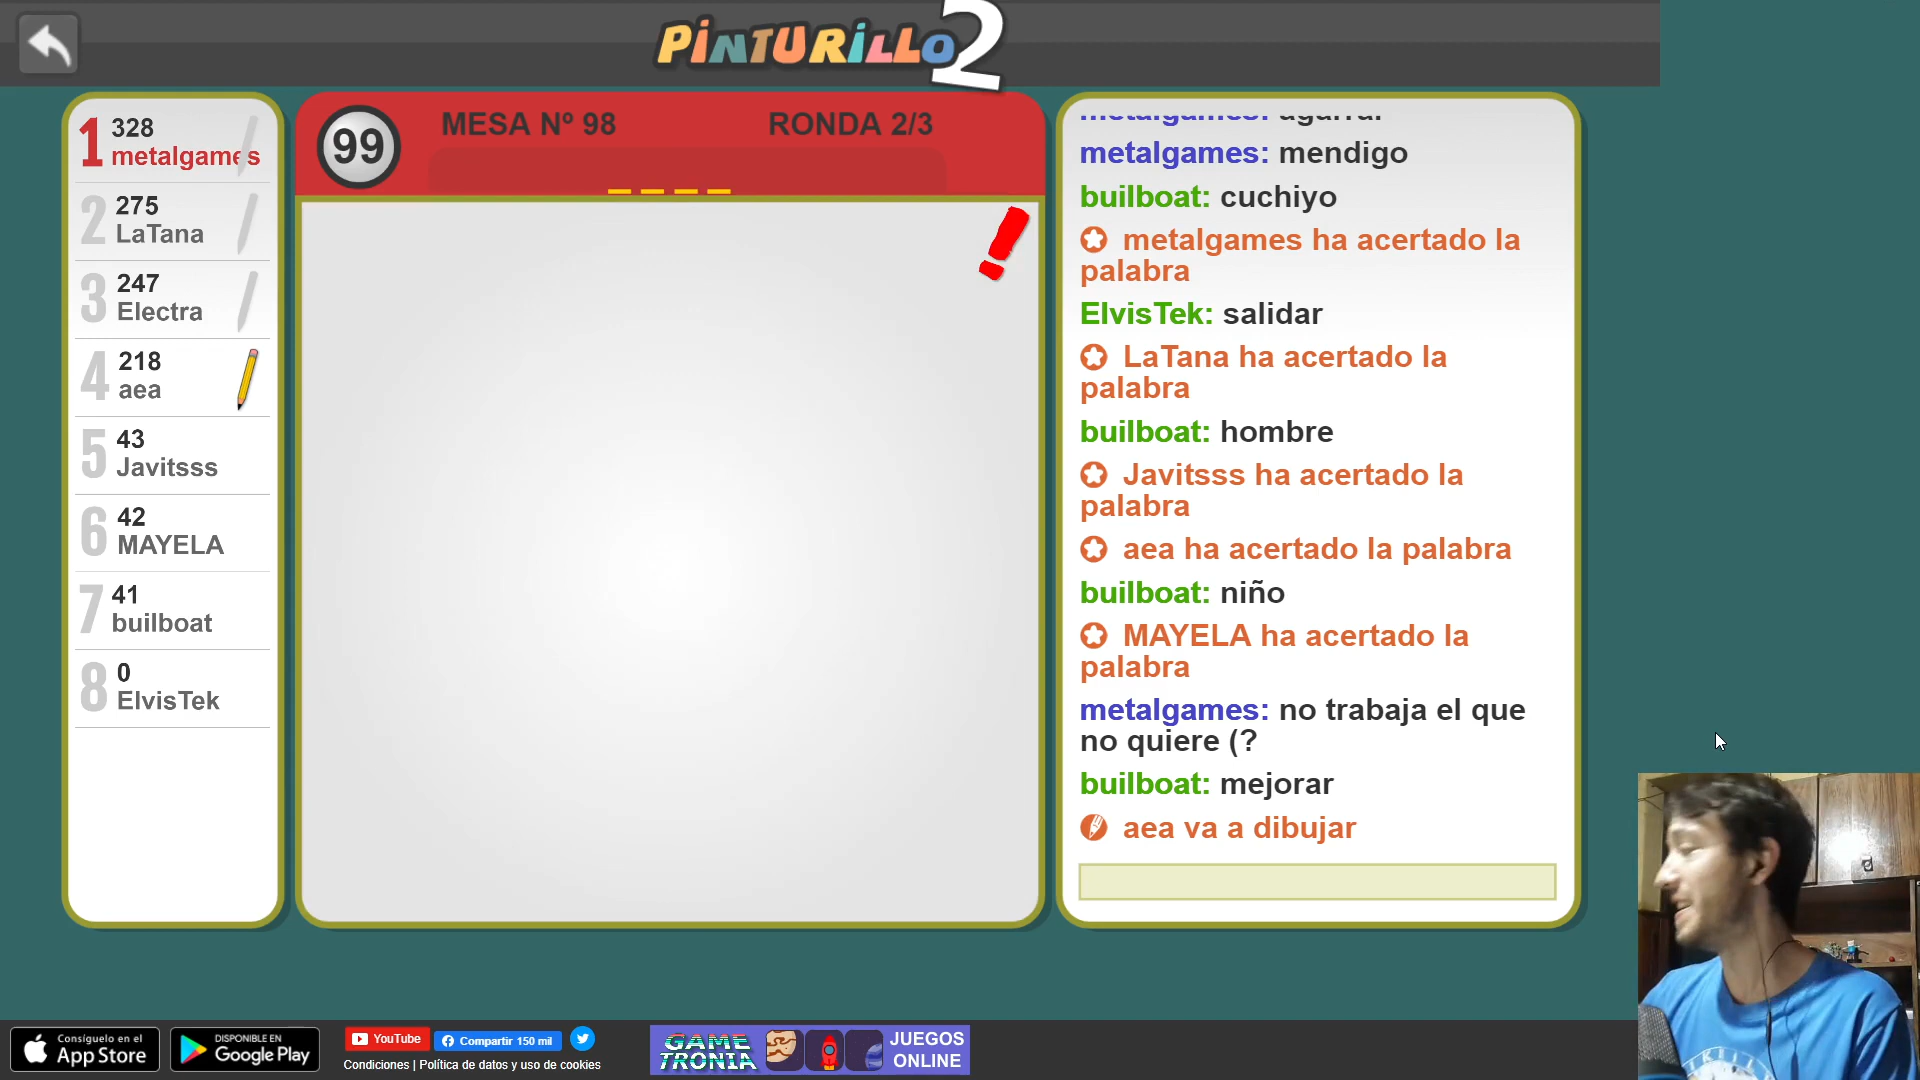 PINTURILLO 2
99
MESA Nº 98
RONDA 2/3
1 328
metalgames
2 275
LaTana
3 247
Electra
4 218
aea
5 43
Javitsss
6 42
MAYELA
7 41
builboat
8 0
ElvisTek
metalgames: agarrar
metalgames: mendigo
builboat: cuchiyo
metalgames ha acertado la
palabra
ElvisTek: salidar
LaTana ha acertado la
palabra
builboat: hombre
Javitsss ha acertado la
palabra
aea ha acertado la palabra
builboat: niño
MAYELA ha acertado la
palabra
metalgames: no trabaja el que
no quiere (?
builboat: mejorar
aea va a dibujar
Consíguelo en el
App Store
DISPONIBLE EN
Google Play
YouTube
Compartir 150 mil
Condiciones | Política de datos y uso de cookies
GAME
TRONIA
JUEGOS
ONLINE